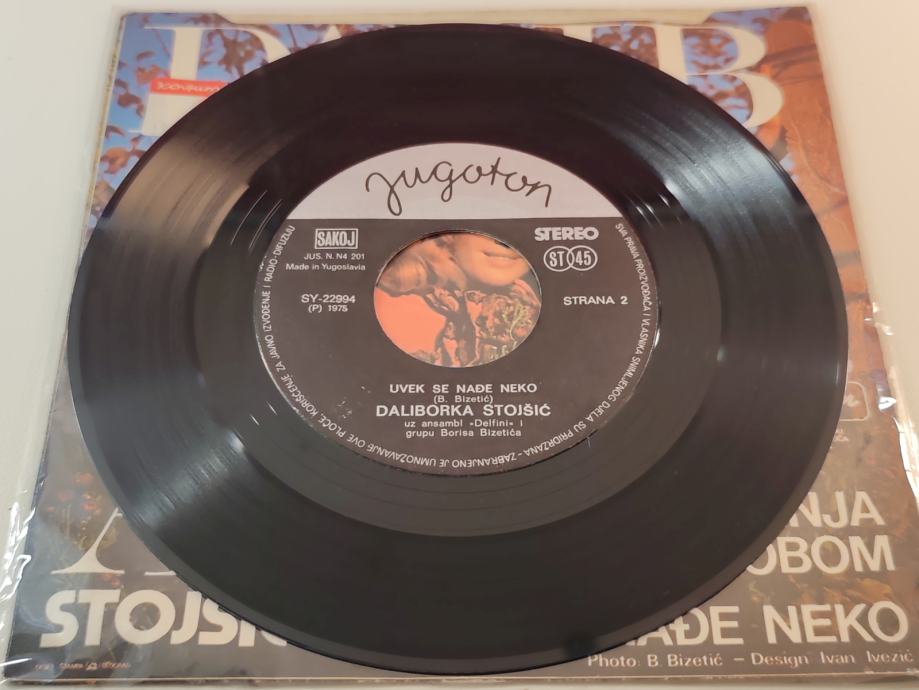 jugoton
SAKOJ
JUS. N. N4 201
Made in Yugoslavia
STEREO
ST 45
SY-22994
(P) 1975
STRANA 2
UVEK SE NAĐE NEKO
(B. Bizetić)
DALIBORKA STOJŠIĆ
uz ansambl »Delfini« i
grupu Borisa Bizetića
SVA PRAVA PROIZVOĐAČA I VLASNIKA SNIMLJENOG DJELA SU PRIDRŽANA - ZABRANJENO JE UMNOŽAVANJE OVE PLOČE, KORIŠĆENJE ZA JAVNO IZVOĐENJE I RADIO-DIFUZIJU
NJA
OBOM
STOJŠI
AĐE NEKO
Photo: B. Bizetić – Design Ivan Ivezić